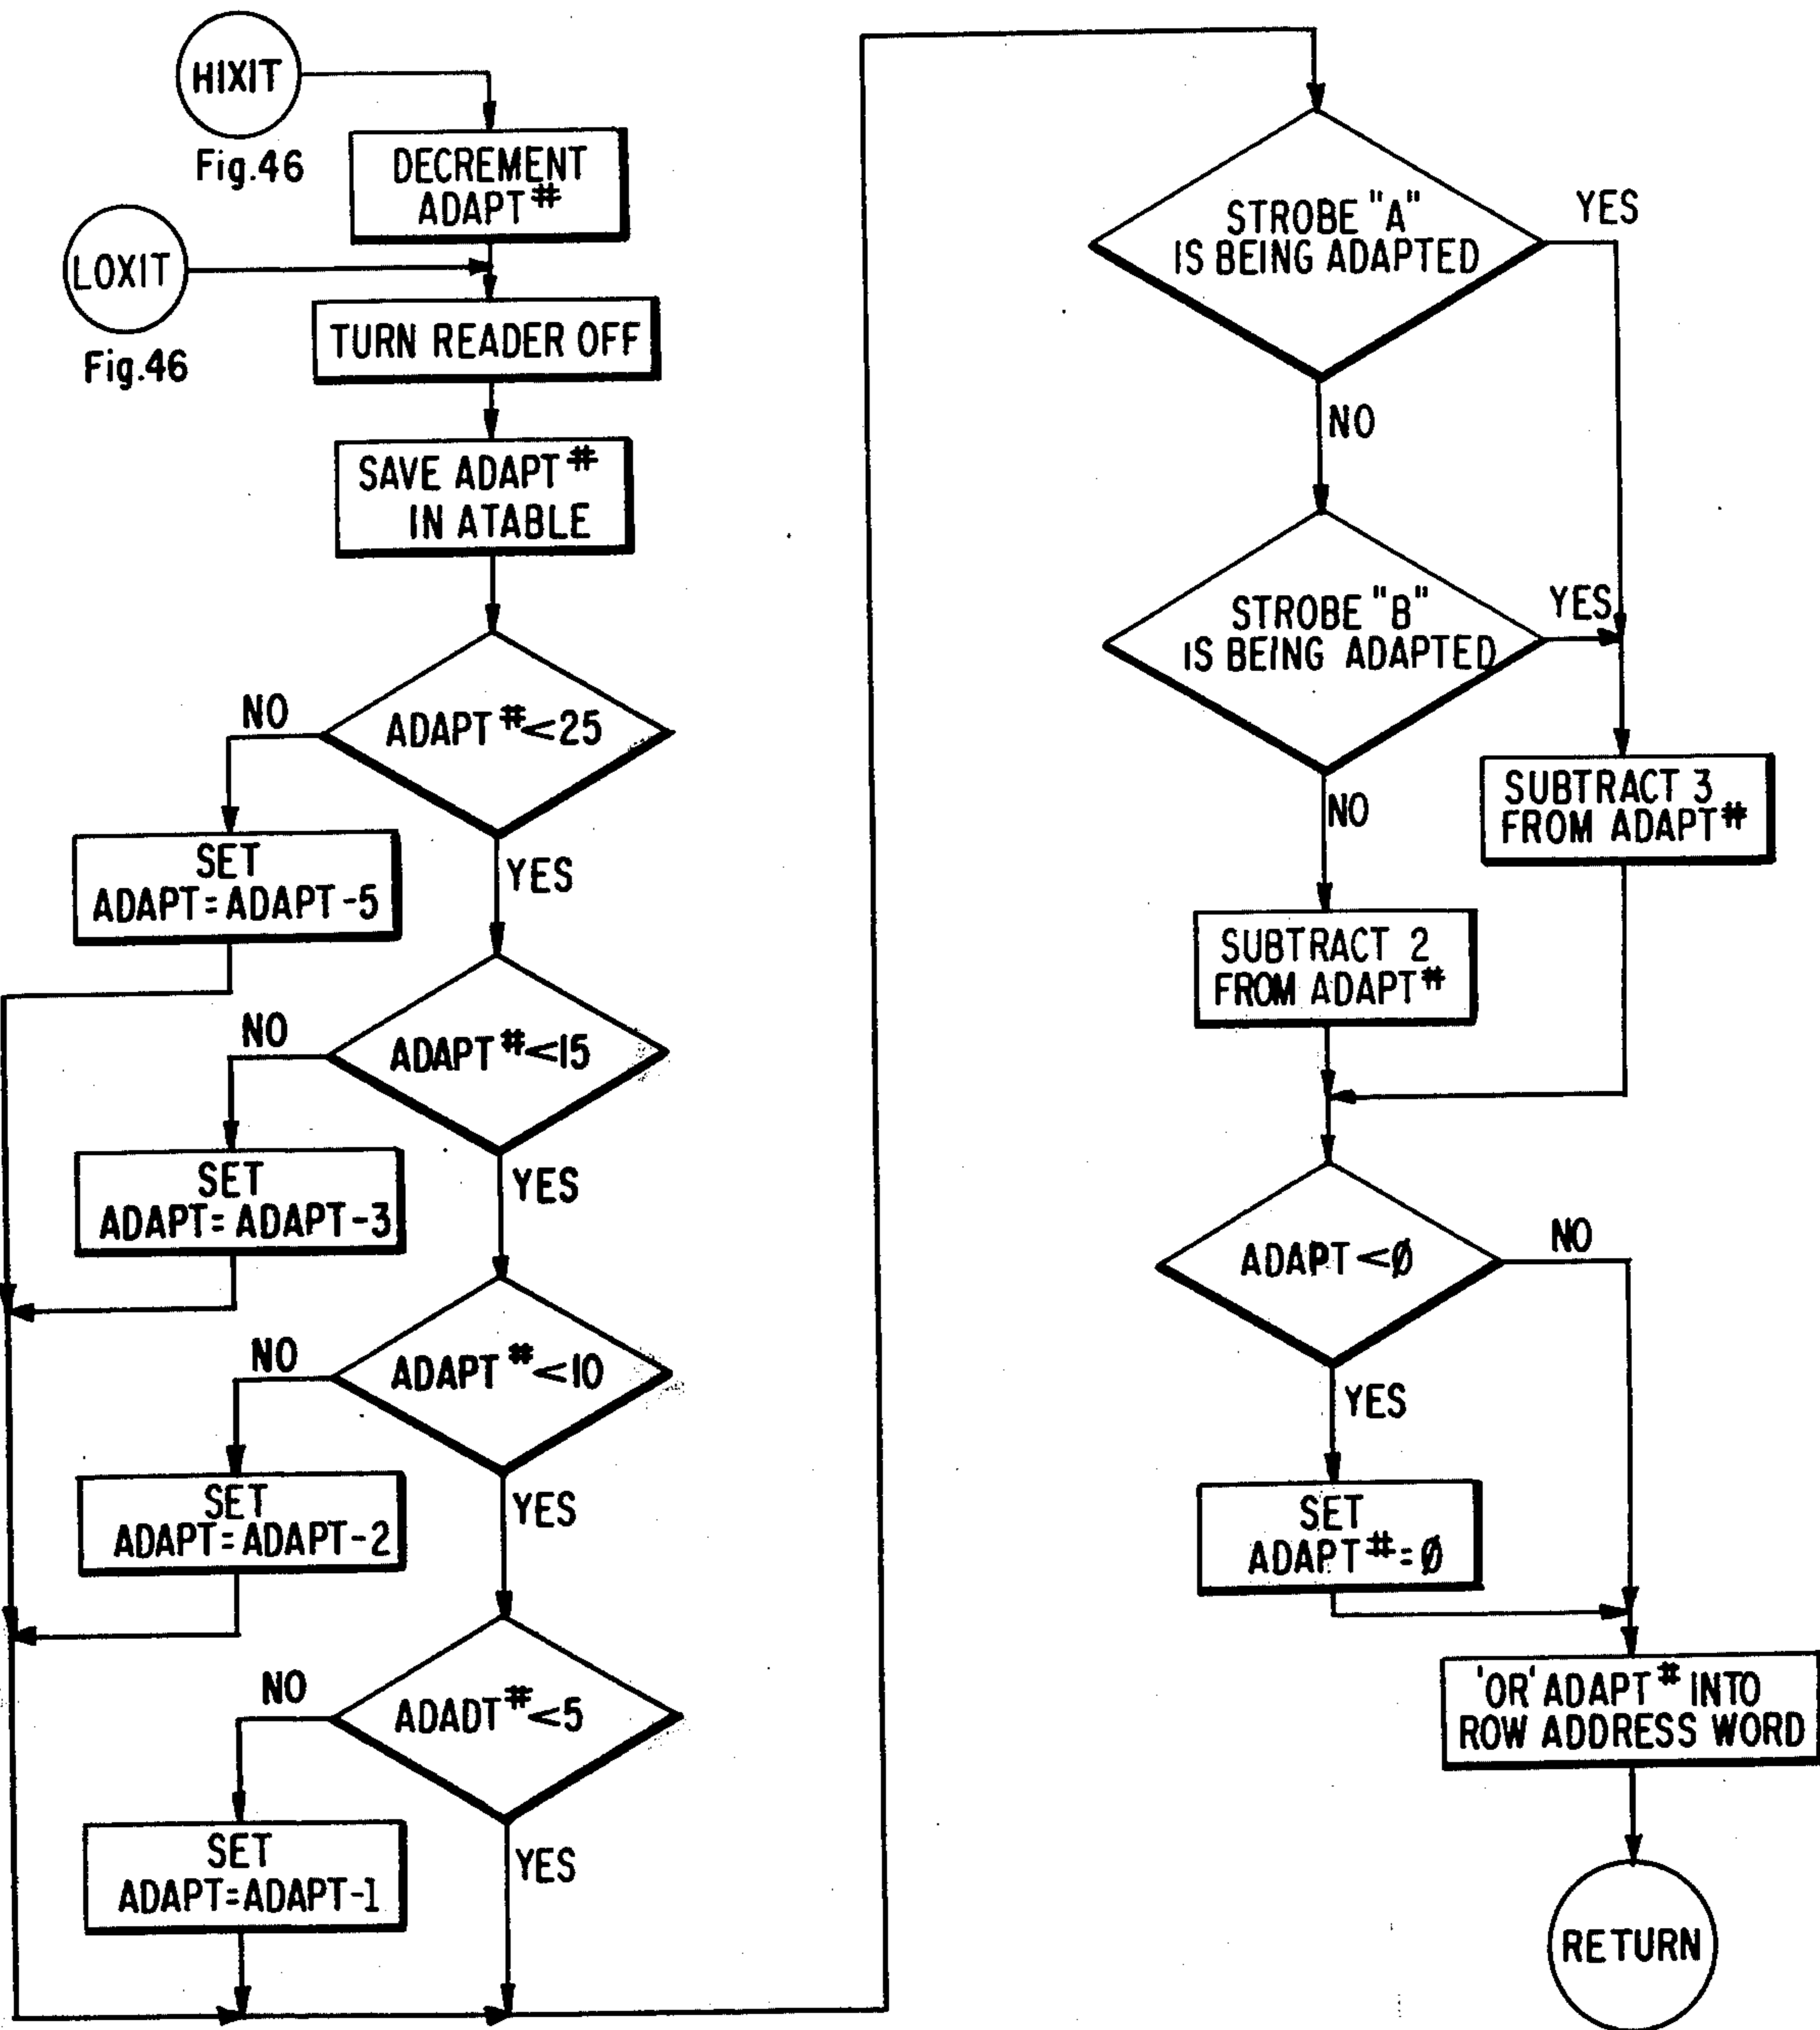 HIXIT
Fig.46
DECREMENT
ADAPT#
LOXIT
Fig.46
TURN READER OFF
SAVE ADAPT#
IN ATABLE
ADAPT#<25
NO
YES
SET
ADAPT=ADAPT-5
ADAPT#<15
NO
YES
SET
ADAPT=ADAPT-3
ADAPT#<10
NO
YES
SET
ADAPT=ADAPT-2
ADADT#<5
NO
YES
SET
ADAPT=ADAPT-1
STROBE "A"
IS BEING ADAPTED
YES
NO
STROBE "B"
IS BEING ADAPTED
YES
NO
SUBTRACT 3
FROM ADAPT#
SUBTRACT 2
FROM ADAPT#
ADAPT<Ø
NO
YES
SET
ADAPT#=Ø
'OR' ADAPT# INTO
ROW ADDRESS WORD
RETURN